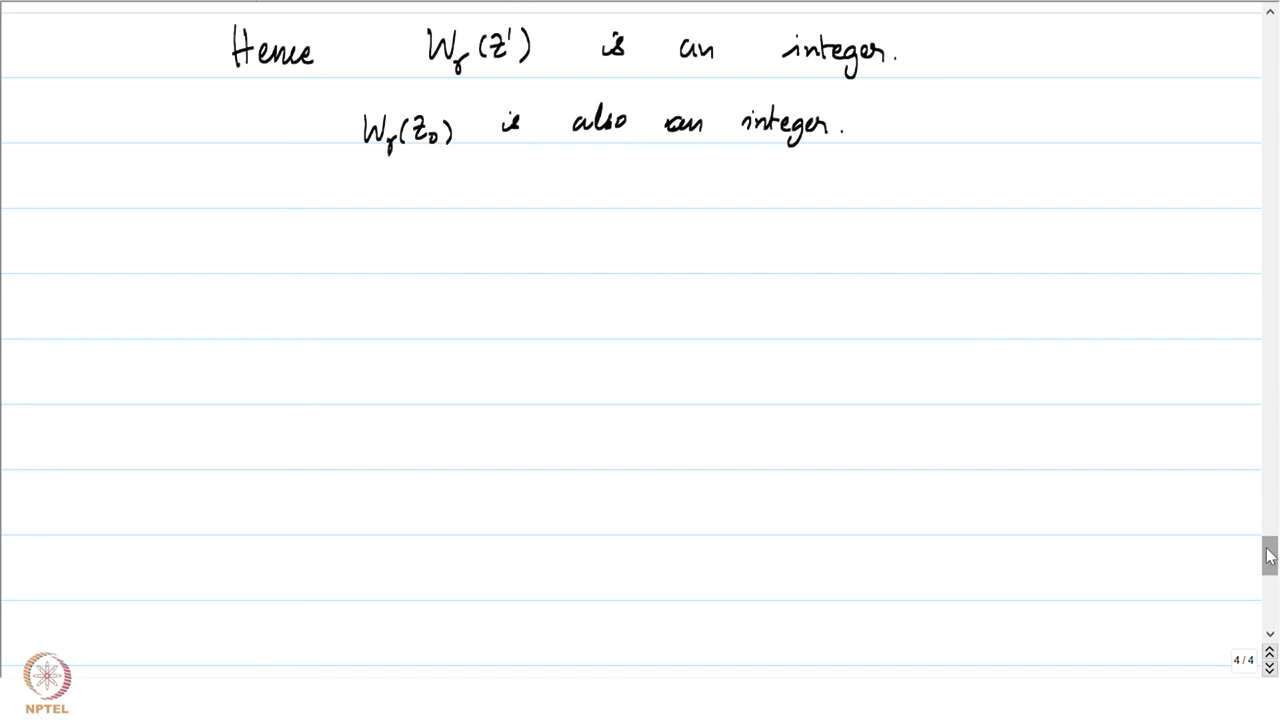 Hence W_γ(z') is an integer.
W_γ(z_0) is also an integer.
4 / 4
NPTEL